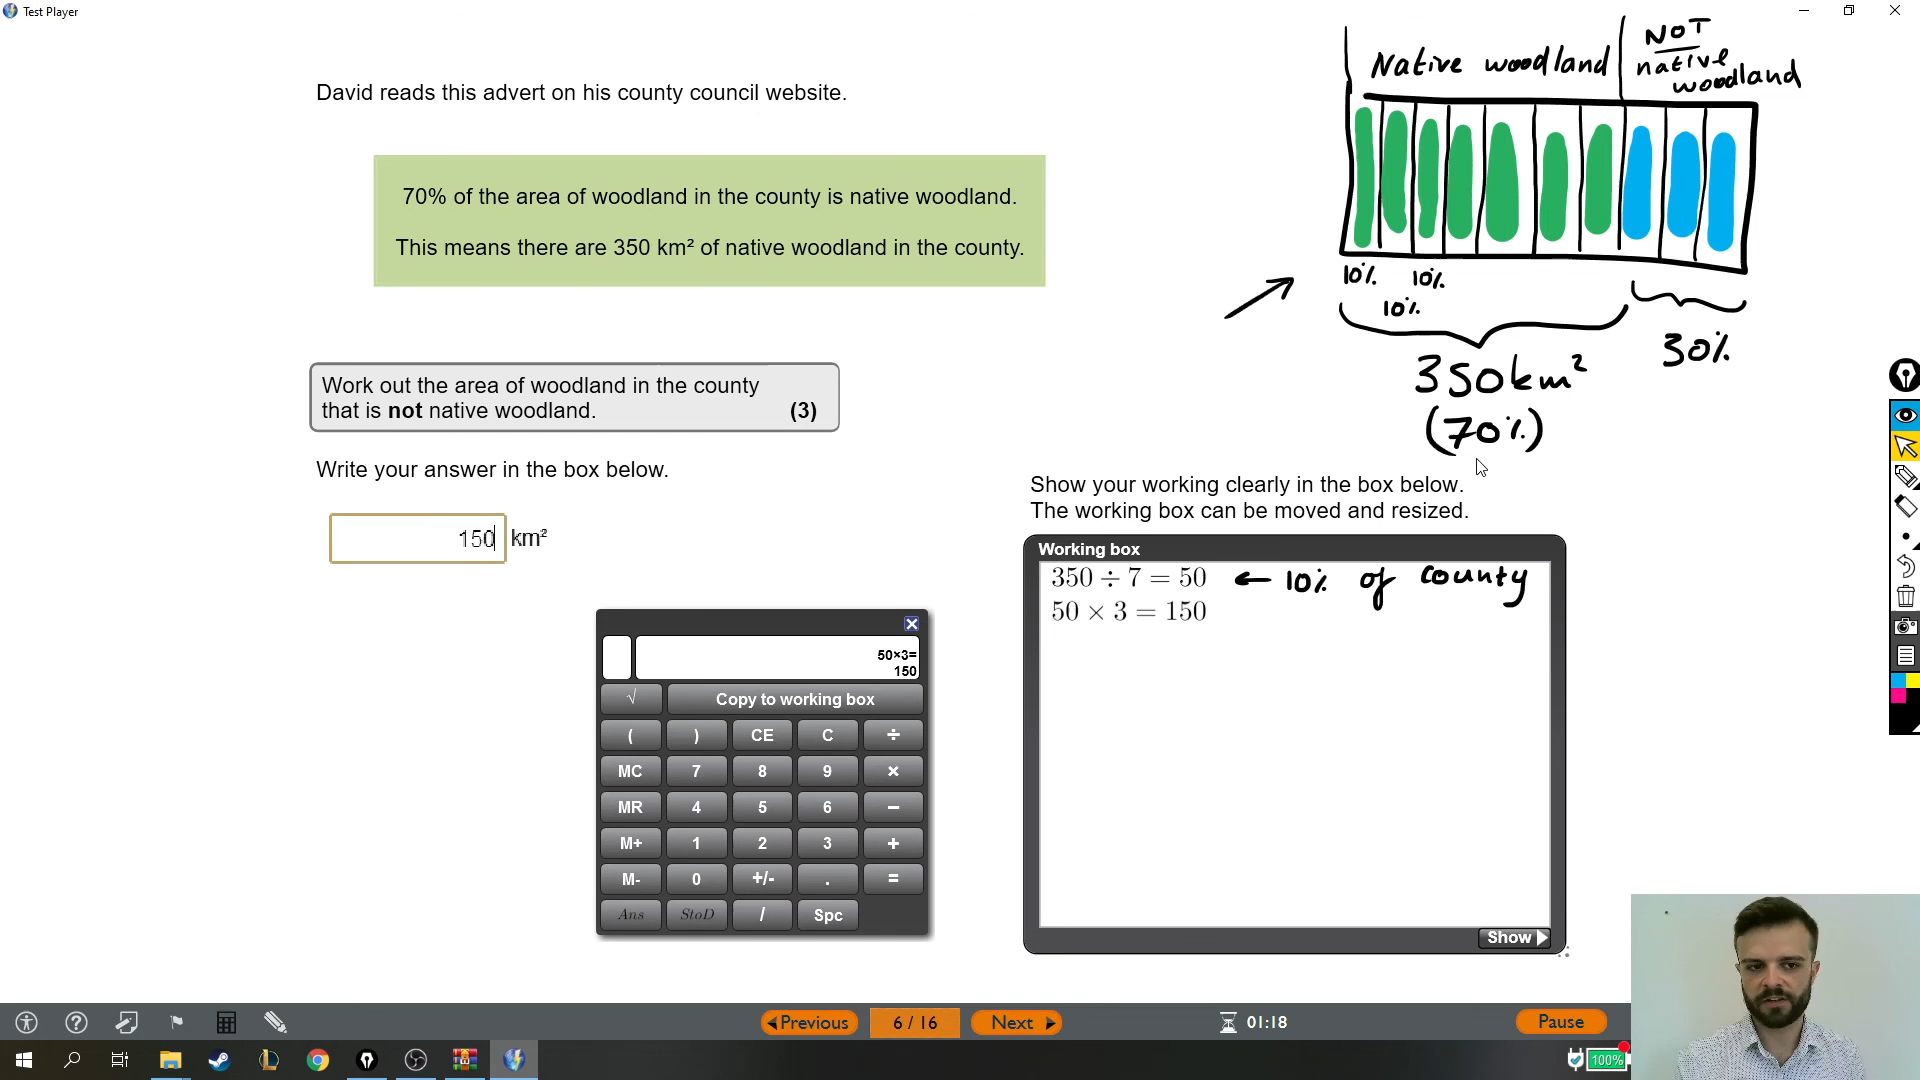 Test Player
David reads this advert on his county council website.
70% of the area of woodland in the county is native woodland.
This means there are 350 km² of native woodland in the county.
Native woodland
NOT
native
woodland
10%
10%
10%
350km²
(70%)
30%
Work out the area of woodland in the county
that is not native woodland. (3)
Write your answer in the box below.
150 km²
Show your working clearly in the box below.
The working box can be moved and resized.
Working box
350 ÷ 7 = 50 ← 10% of county
50 × 3 = 150
Show
50×3=
150
√ Copy to working box
( ) CE C ÷
MC 7 8 9 ×
MR 4 5 6 −
M+ 1 2 3 +
M- 0 +/- . =
Ans StoD / Spc
Previous 6 / 16 Next 01:18 Pause
100%